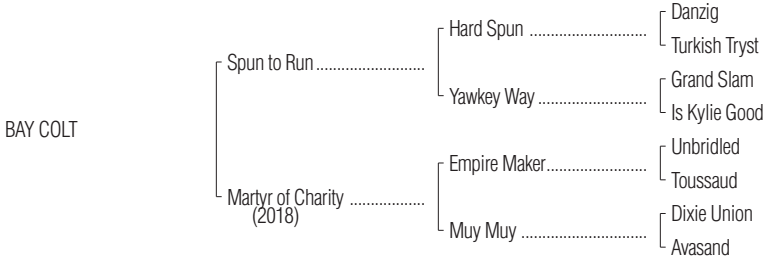 Danzig
Hard Spun ..............................
Turkish Tryst
Spun to Run ............................
Grand Slam
Yawkey Way ............................
Is Kylie Good
BAY COLT
Unbridled
Empire Maker..........................
Toussaud
Martyr of Charity ...................
(2018)
Dixie Union
Muy Muy ................................
Avasand